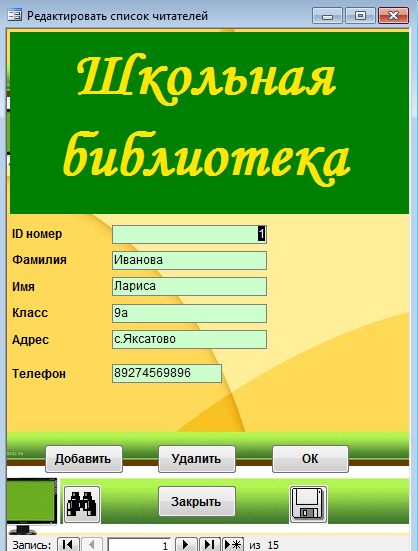 Редактировать список читателей
Школьная
библиотека
ID номер 1
Фамилия Иванова
Имя Лариса
Класс 9а
Адрес с.Яксатово
Телефон 89274569896
Добавить Удалить ОК
Закрыть
Запись: 1 из 15